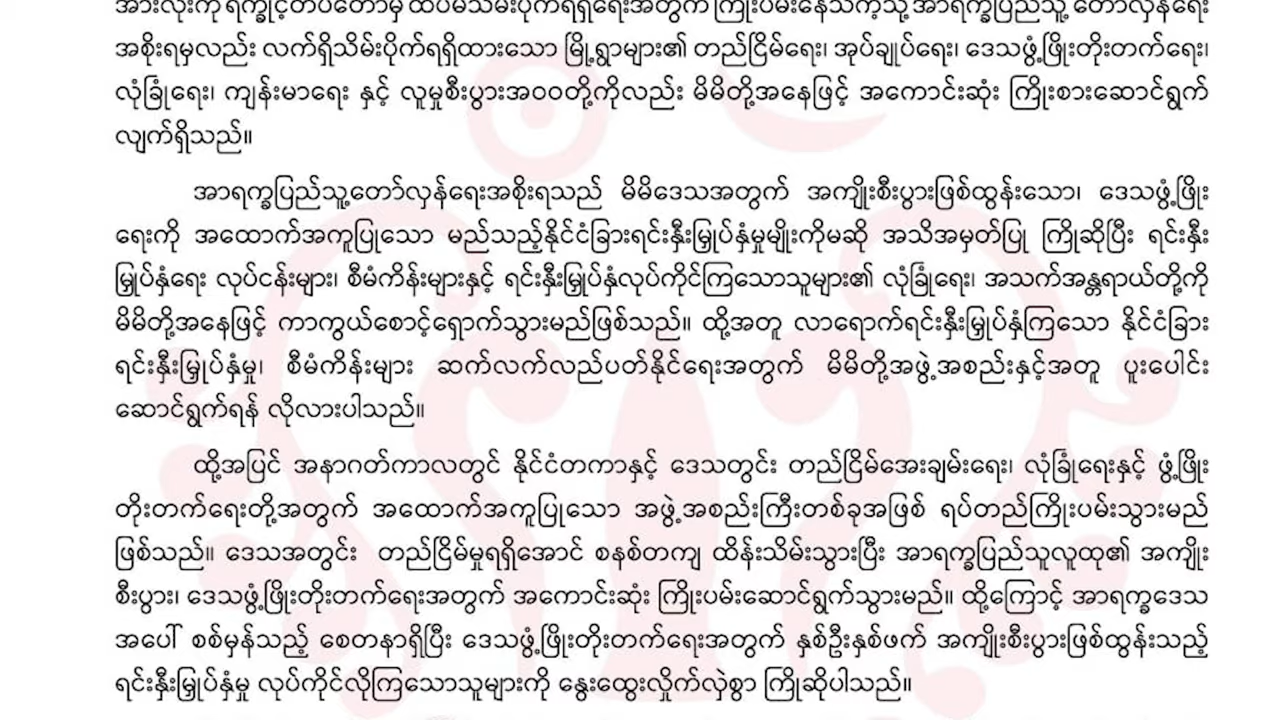 အားလုံးကို ရက္ခိုင့်တပ်တော်မှ ထပ်မံသိမ်းပိုက်ရရှိရေးအတွက် ကြိုးပမ်းနေသကဲ့သို့ အာရက္ခပြည်သူ့ တော်လှန်ရေး
အစိုးရမှလည်း လက်ရှိသိမ်းပိုက်ရရှိထားသော မြို့ရွာများ၏ တည်ငြိမ်ရေး၊ အုပ်ချုပ်ရေး၊ ဒေသဖွံ့ဖြိုးတိုးတက်ရေး၊
လုံခြုံရေး၊ ကျန်းမာရေး နှင့် လူမှုစီးပွားအဝဝတို့ကိုလည်း မိမိတို့အနေဖြင့် အကောင်းဆုံး ကြိုးစားဆောင်ရွက်
လျက်ရှိသည်။
အာရက္ခပြည်သူ့တော်လှန်ရေးအစိုးရသည် မိမိဒေသအတွက် အကျိုးစီးပွားဖြစ်ထွန်းသော၊ ဒေသဖွံ့ဖြိုး
ရေးကို အထောက်အကူပြုသော မည်သည့်နိုင်ငံခြားရင်းနှီးမြှုပ်နှံမှုမျိုးကိုမဆို အသိအမှတ်ပြု ကြိုဆိုပြီး ရင်းနှီး
မြှုပ်နှံရေး လုပ်ငန်းများ၊ စီမံကိန်းများနှင့် ရင်းနှီးမြှုပ်နှံလုပ်ကိုင်ကြသောသူများ၏ လုံခြုံရေး၊ အသက်အန္တရာယ်တို့ကို
မိမိတို့အနေဖြင့် ကာကွယ်စောင့်ရှောက်သွားမည်ဖြစ်သည်။ ထို့အတူ လာရောက်ရင်းနှီးမြှုပ်နှံကြသော နိုင်ငံခြား
ရင်းနှီးမြှုပ်နှံမှု၊ စီမံကိန်းများ ဆက်လက်လည်ပတ်နိုင်ရေးအတွက် မိမိတို့အဖွဲ့အစည်းနှင့်အတူ ပူးပေါင်း
ဆောင်ရွက်ရန် လိုလားပါသည်။
ထို့အပြင် အနာဂတ်ကာလတွင် နိုင်ငံတကာနှင့် ဒေသတွင်း တည်ငြိမ်အေးချမ်းရေး၊ လုံခြုံရေးနှင့် ဖွံ့ဖြိုး
တိုးတက်ရေးတို့အတွက် အထောက်အကူပြုသော အဖွဲ့အစည်းကြီးတစ်ခုအဖြစ် ရပ်တည်ကြိုးပမ်းသွားမည်
ဖြစ်သည်။ ဒေသအတွင်း တည်ငြိမ်မှုရရှိအောင် စနစ်တကျ ထိန်းသိမ်းသွားပြီး အာရက္ခပြည်သူလူထု၏ အကျိုး
စီးပွား၊ ဒေသဖွံ့ဖြိုးတိုးတက်ရေးအတွက် အကောင်းဆုံး ကြိုးပမ်းဆောင်ရွက်သွားမည်။ ထို့ကြောင့် အာရက္ခဒေသ
အပေါ် စစ်မှန်သည့် စေတနာရှိပြီး ဒေသဖွံ့ဖြိုးတိုးတက်ရေးအတွက် နှစ်ဦးနှစ်ဖက် အကျိုးစီးပွားဖြစ်ထွန်းသည့်
ရင်းနှီးမြှုပ်နှံမှု လုပ်ကိုင်လိုကြသောသူများကို နွေးထွေးလှိုက်လှဲစွာ ကြိုဆိုပါသည်။